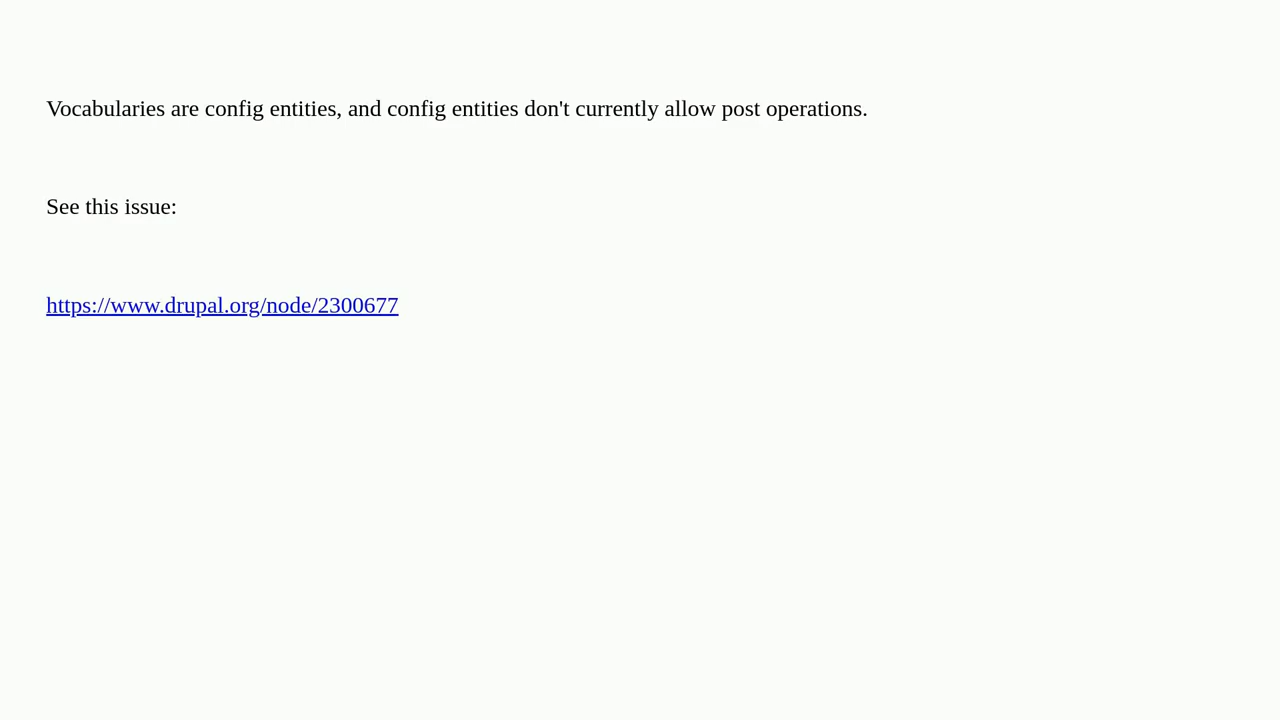 Vocabularies are config entities, and config entities don't currently allow post operations.
See this issue:
https://www.drupal.org/node/2300677